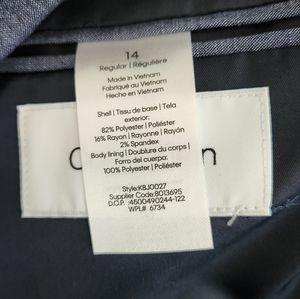 14
Regular | Régulière
Made in Vietnam
Fabriqué au Vietnam
Hecho en Vietnam
Shell | Tissu de base | Tela
exterior:
82% Polyester | Poliéster
16% Rayon | Rayonne | Rayón
2% Spandex
Body lining | Doublure du corps |
Forro del cuerpo:
100% Polyester | Poliéster
Style:K8J0027
Supplier Code:8013695
D.O.P. :4500490244-122
WPL# 6734